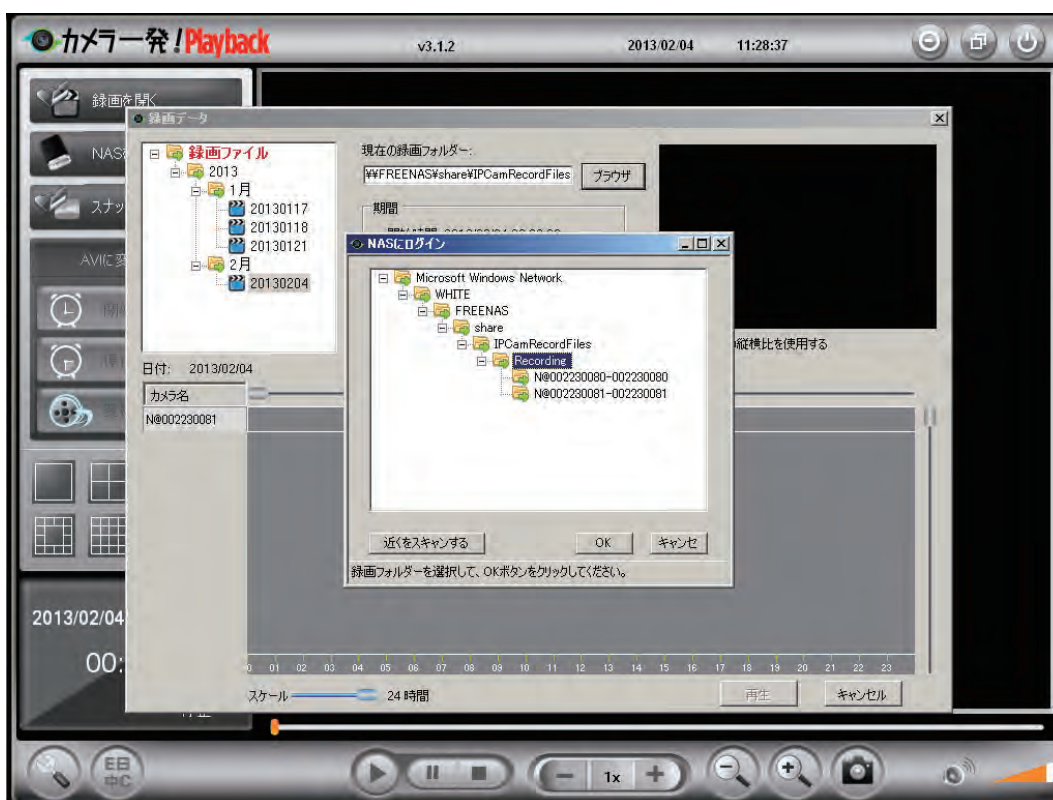 カメラ一発!Playback
v3.1.2
2013/02/04 11:28:37
録画を開く
NAS
スナッ
AVIに変
録画データ
録画ファイル
2013
1月
20130117
20130118
20130121
2月
20130204
現在の録画フォルダー:
¥¥FREENAS¥share¥IPCamRecordFiles
ブラウザ
期間
NASにログイン
Microsoft Windows Network
WHITE
FREENAS
share
IPCamRecordFiles
Recording
N@002230080-002230080
N@002230081-002230081
近くをスキャンする
OK
キャンセ
録画フォルダーを選択して、OKボタンをクリックしてください。
の縦横比を使用する
日付: 2013/02/04
カメラ名
N@002230081
0 01 02 03 04 05 06 07 08 09 10 11 12 13 14 15 16 17 18 19 20 21 22 23
スケール
24 時間
再生
キャンセル
2013/02/04
00:
EB
中C
1x